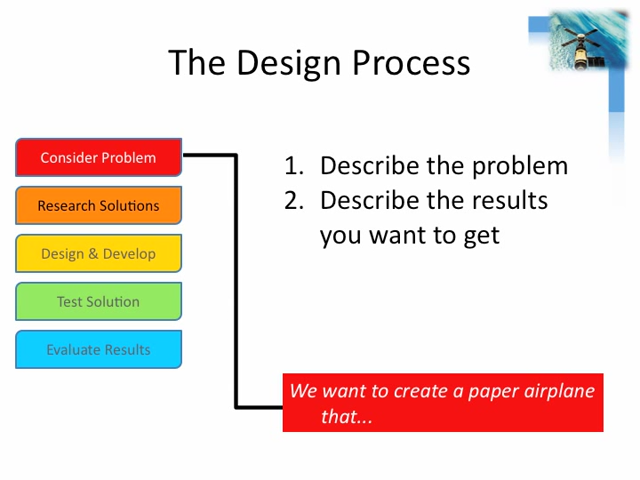 The Design Process
Consider Problem
Research Solutions
Design & Develop
Test Solution
Evaluate Results
1. Describe the problem
2. Describe the results
you want to get
We want to create a paper airplane
that...